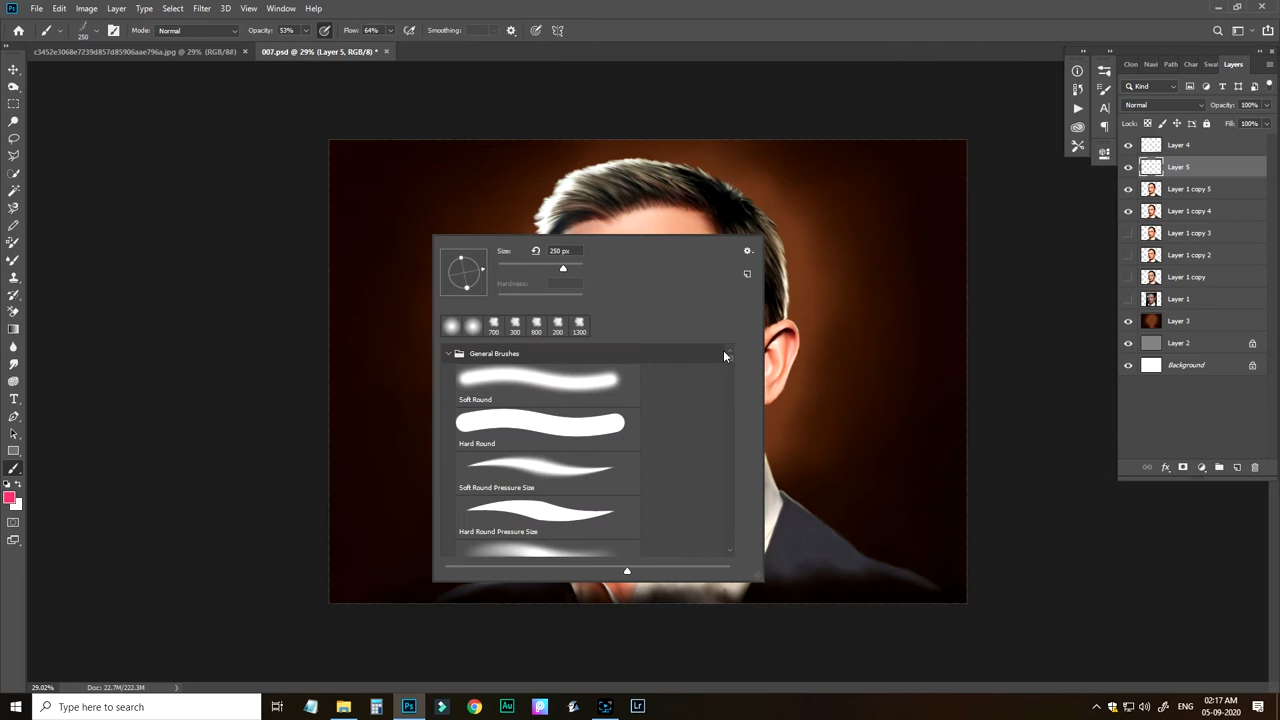 Ps File Edit Image Layer Type Select Filter 3D View Window Help
250 Mode: Normal Opacity: 53% Flow: 64% Smoothing:
c3452e3068e7239d857d85906aae796a.jpg @ 29% (RGB/8#) × 007.psd @ 29% (Layer 5, RGB/8) * ×
Clon Navi Path Char Swat Layers
Kind
Normal Opacity: 100%
Lock: Fill: 100%
Layer 4
Layer 5
Layer 1 copy 5
Layer 1 copy 4
Layer 1 copy 3
Layer 1 copy 2
Layer 1 copy
Layer 1
Layer 3
Layer 2
Background
Size: 250 px
Hardness:
700 300 800 200 1300
General Brushes
Soft Round
Hard Round
Soft Round Pressure Size
Hard Round Pressure Size
29.02% Doc: 22.7M/222.3M
Type here to search
Ps Au Lr
ENG
02:17 AM
05-09-2020